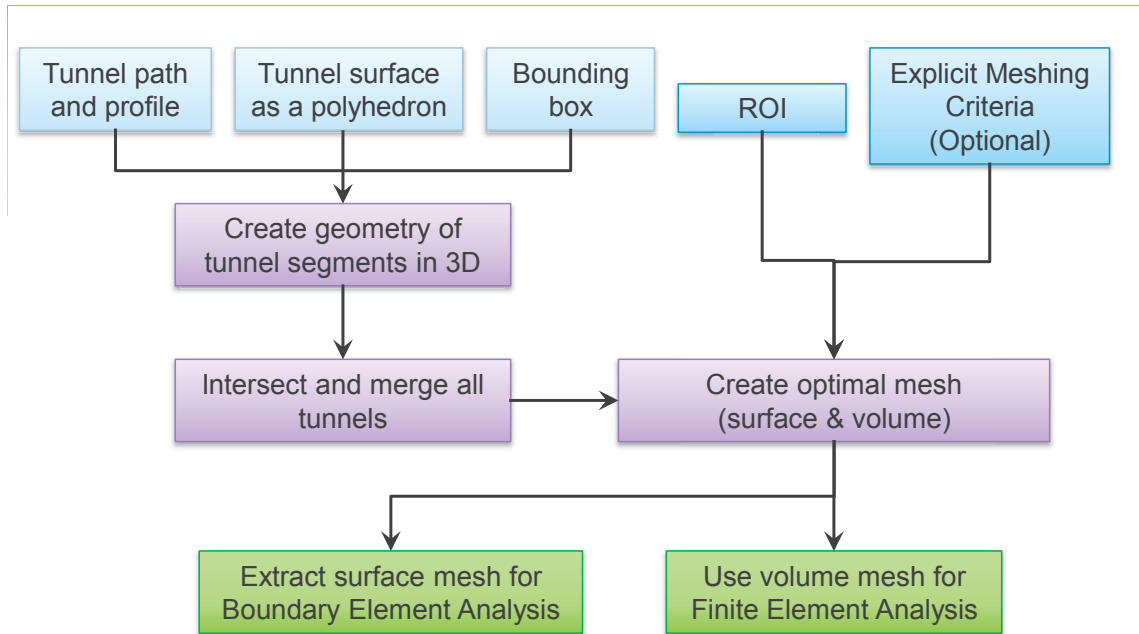 Tunnel path
and profile
Tunnel surface
as a polyhedron
Bounding
box
ROI
Explicit Meshing
Criteria
(Optional)
Create geometry of
tunnel segments in 3D
Intersect and merge all
tunnels
Create optimal mesh
(surface & volume)
Extract surface mesh for
Boundary Element Analysis
Use volume mesh for
Finite Element Analysis